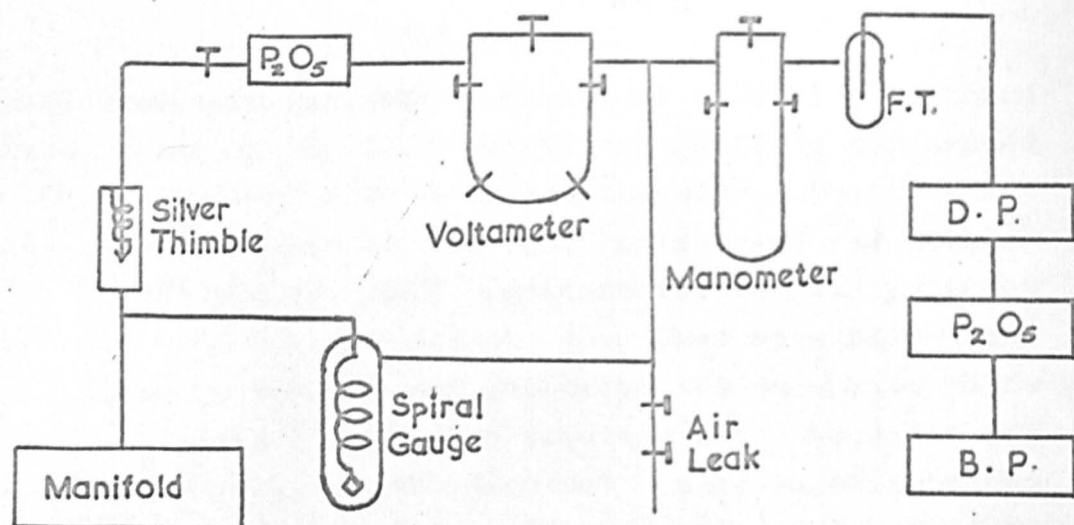 P₂O₅
F.T.
Silver
Thimble
Voltameter
D. P.
Manometer
P₂O₅
Spiral
Gauge
Air
Leak
Manifold
B. P.